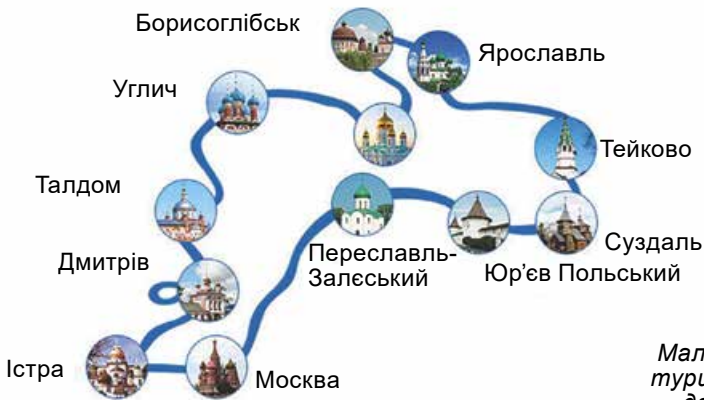 Борисоглібськ
Ярославль
Углич
Тейково
Талдом
Суздаль
Переславль-
Залєський
Юр’єв Польський
Дмитрів
Істра
Москва